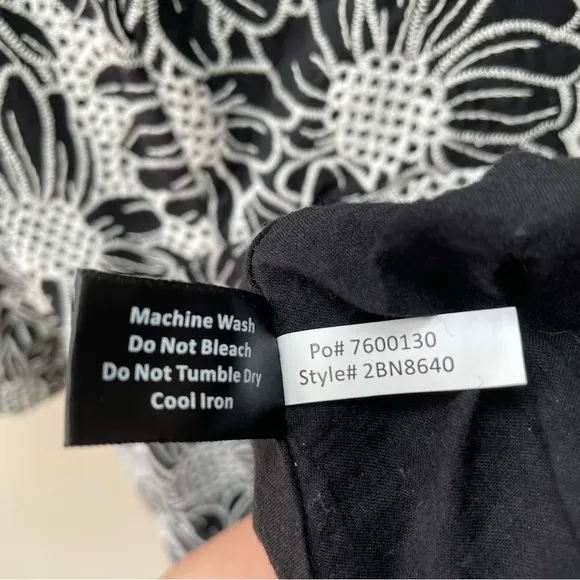 Machine Wash
Do Not Bleach
Do Not Tumble Dry
Cool Iron
Po# 7600130
Style# 2BN8640